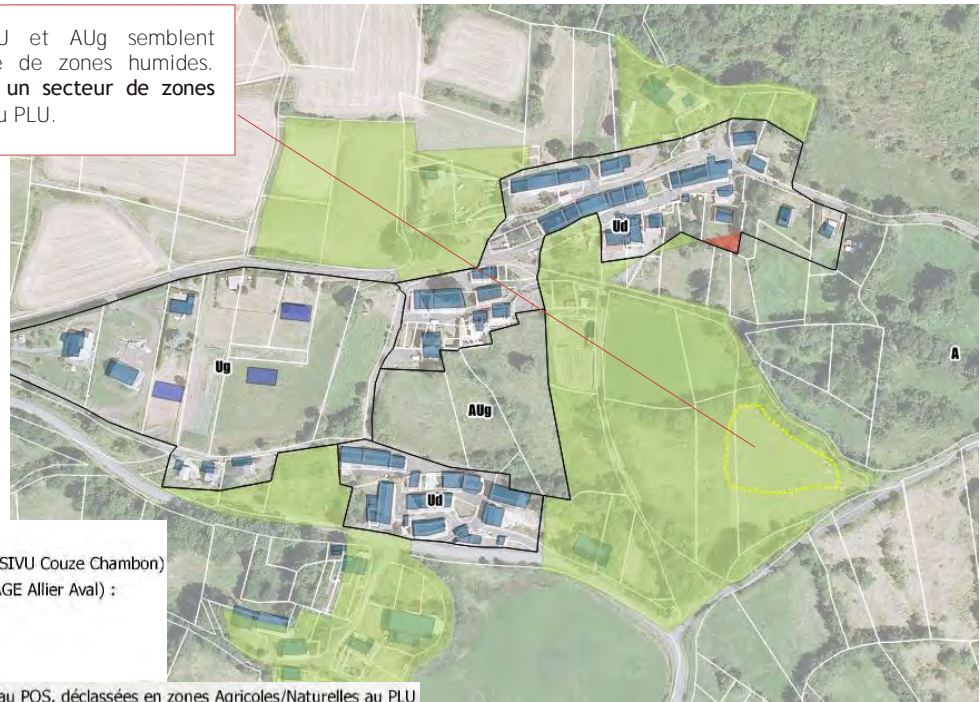 U et AUg semblent
de zones humides.
un secteur de zones
u PLU.
Ud
Ug
A
AUg
Ud
SIVU Couze Chambon)
AGE Allier Aval) :
au POS, déclassées en zones Agricoles/Naturelles au PLU